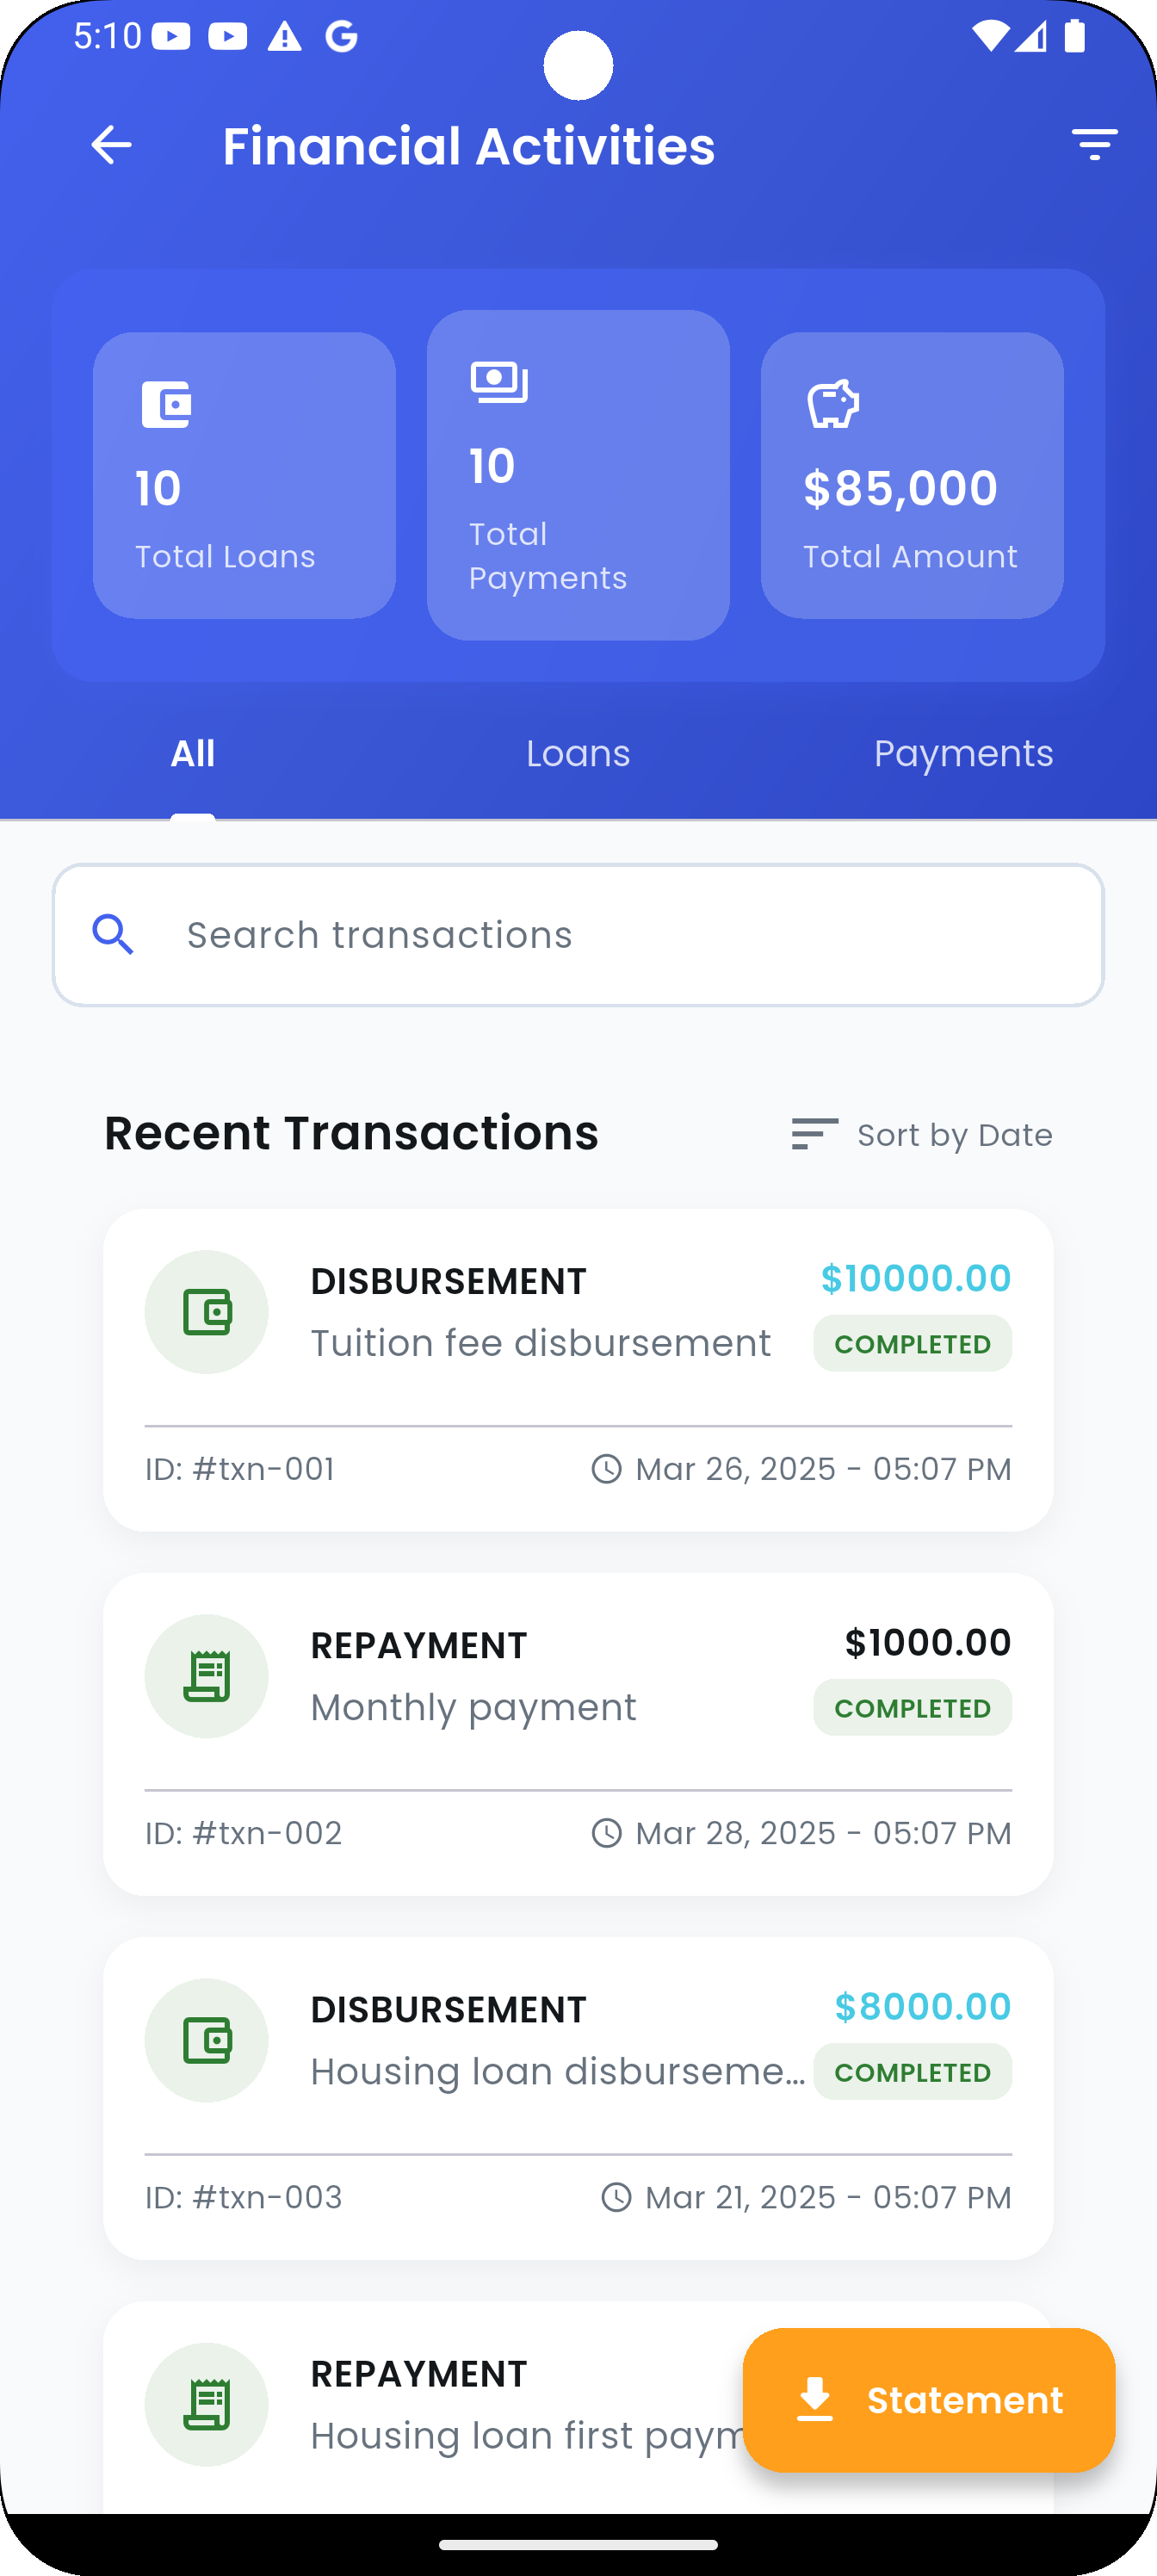 5:10
Financial Activities
10
Total Loans
10
Total
Payments
$85,000
Total Amount
All
Loans
Payments
Search transactions
Recent Transactions
Sort by Date
DISBURSEMENT
$10000.00
Tuition fee disbursement
COMPLETED
ID: #txn-001
Mar 26, 2025 - 05:07 PM
REPAYMENT
$1000.00
Monthly payment
COMPLETED
ID: #txn-002
Mar 28, 2025 - 05:07 PM
DISBURSEMENT
$8000.00
Housing loan disburseme...
COMPLETED
ID: #txn-003
Mar 21, 2025 - 05:07 PM
REPAYMENT
Housing loan first paym
Statement